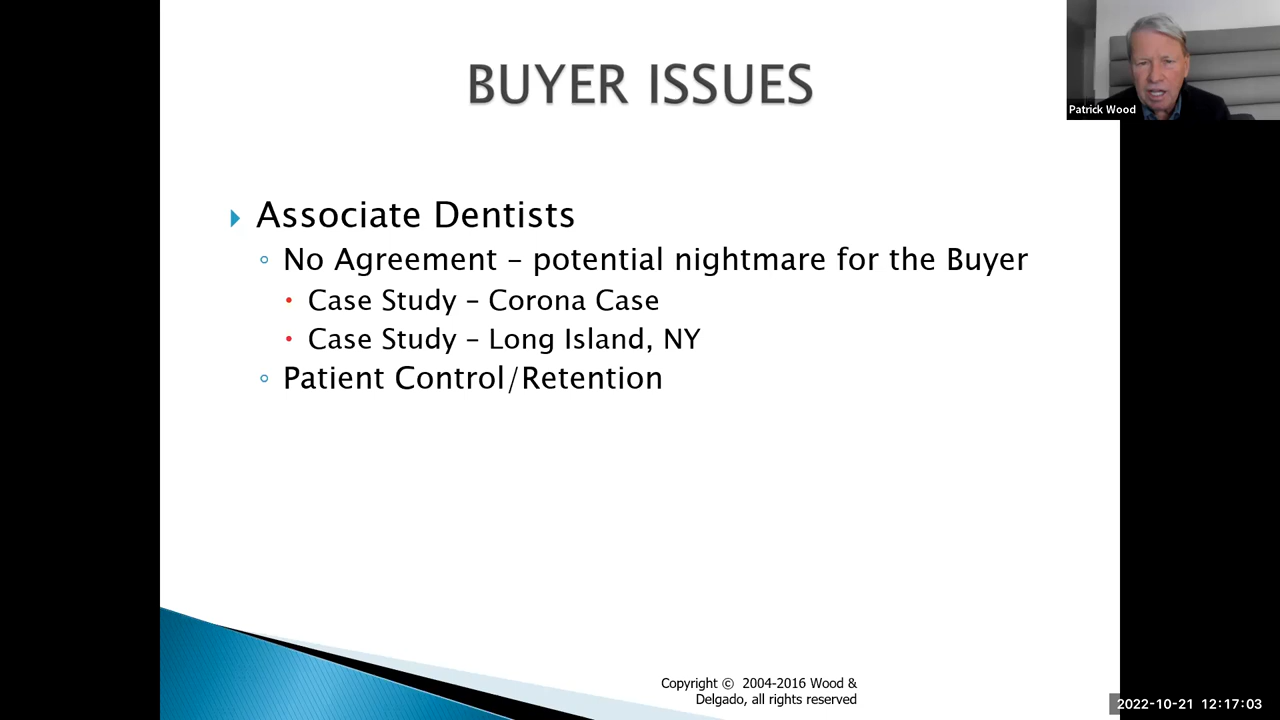 BUYER ISSUES
Patrick Wood
Associate Dentists
No Agreement – potential nightmare for the Buyer
Case Study – Corona Case
Case Study – Long Island, NY
Patient Control/Retention
Copyright © 2004-2016 Wood &
Delgado, all rights reserved
2022-10-21 12:17:03